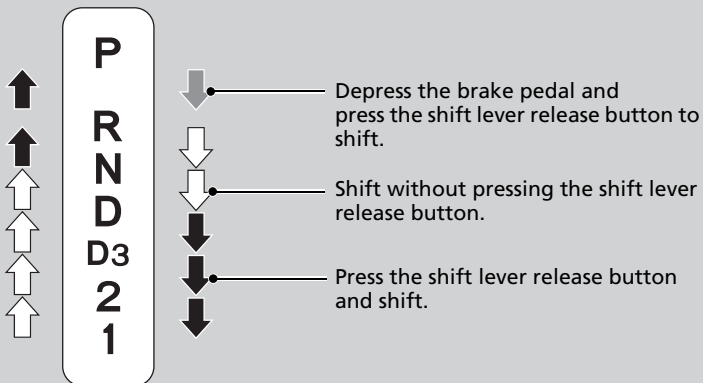 P
R
N
D
D3
2
1
Depress the brake pedal and
press the shift lever release button to
shift.
Shift without pressing the shift lever
release button.
Press the shift lever release button
and shift.